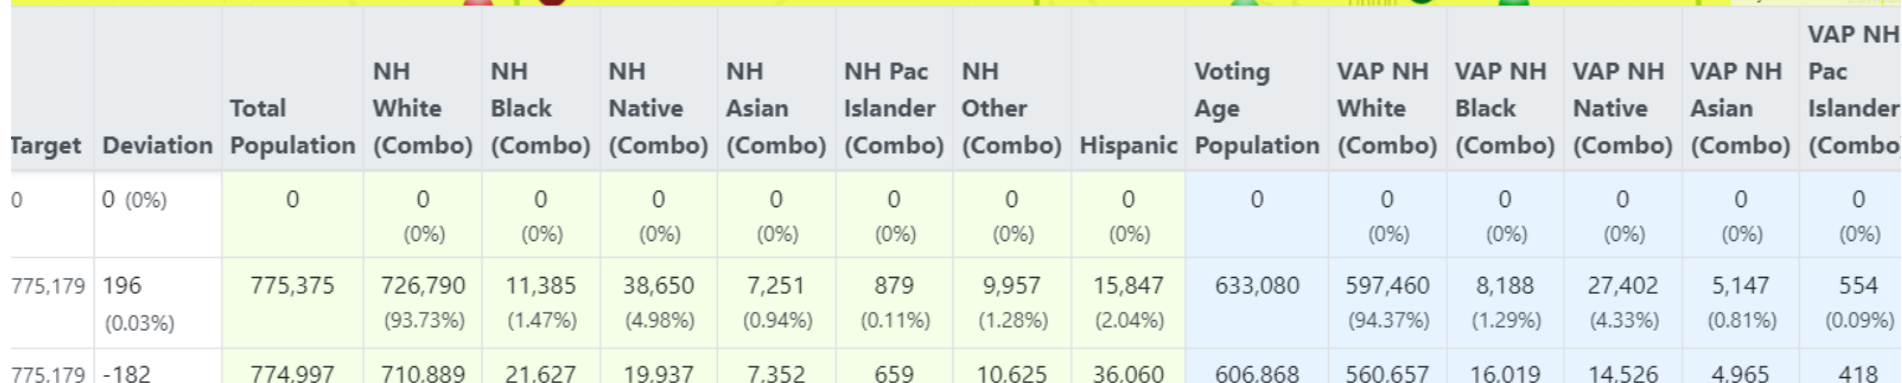 Target Deviation Total Population NH White (Combo) NH Black (Combo) NH Native (Combo) NH Asian (Combo) NH Pac Islander (Combo) NH Other (Combo) Hispanic Voting Age Population VAP NH White (Combo) VAP NH Black (Combo) VAP NH Native (Combo) VAP NH Asian (Combo) VAP NH Pac Islander (Combo
0 0 (0%) 0 0 0 0 0 0 0 0 0 0 0 0 0 0
(0%) (0%) (0%) (0%) (0%) (0%) (0%) (0%) (0%) (0%) (0%) (0%)
775,179 196 775,375 726,790 11,385 38,650 7,251 879 9,957 15,847 633,080 597,460 8,188 27,402 5,147 554
(0.03%) (93.73%) (1.47%) (4.98%) (0.94%) (0.11%) (1.28%) (2.04%) (94.37%) (1.29%) (4.33%) (0.81%) (0.09%)
775,179 -182 774,997 710,889 21,627 19,937 7,352 659 10,625 36,060 606,868 560,657 16,019 14,526 4,965 418